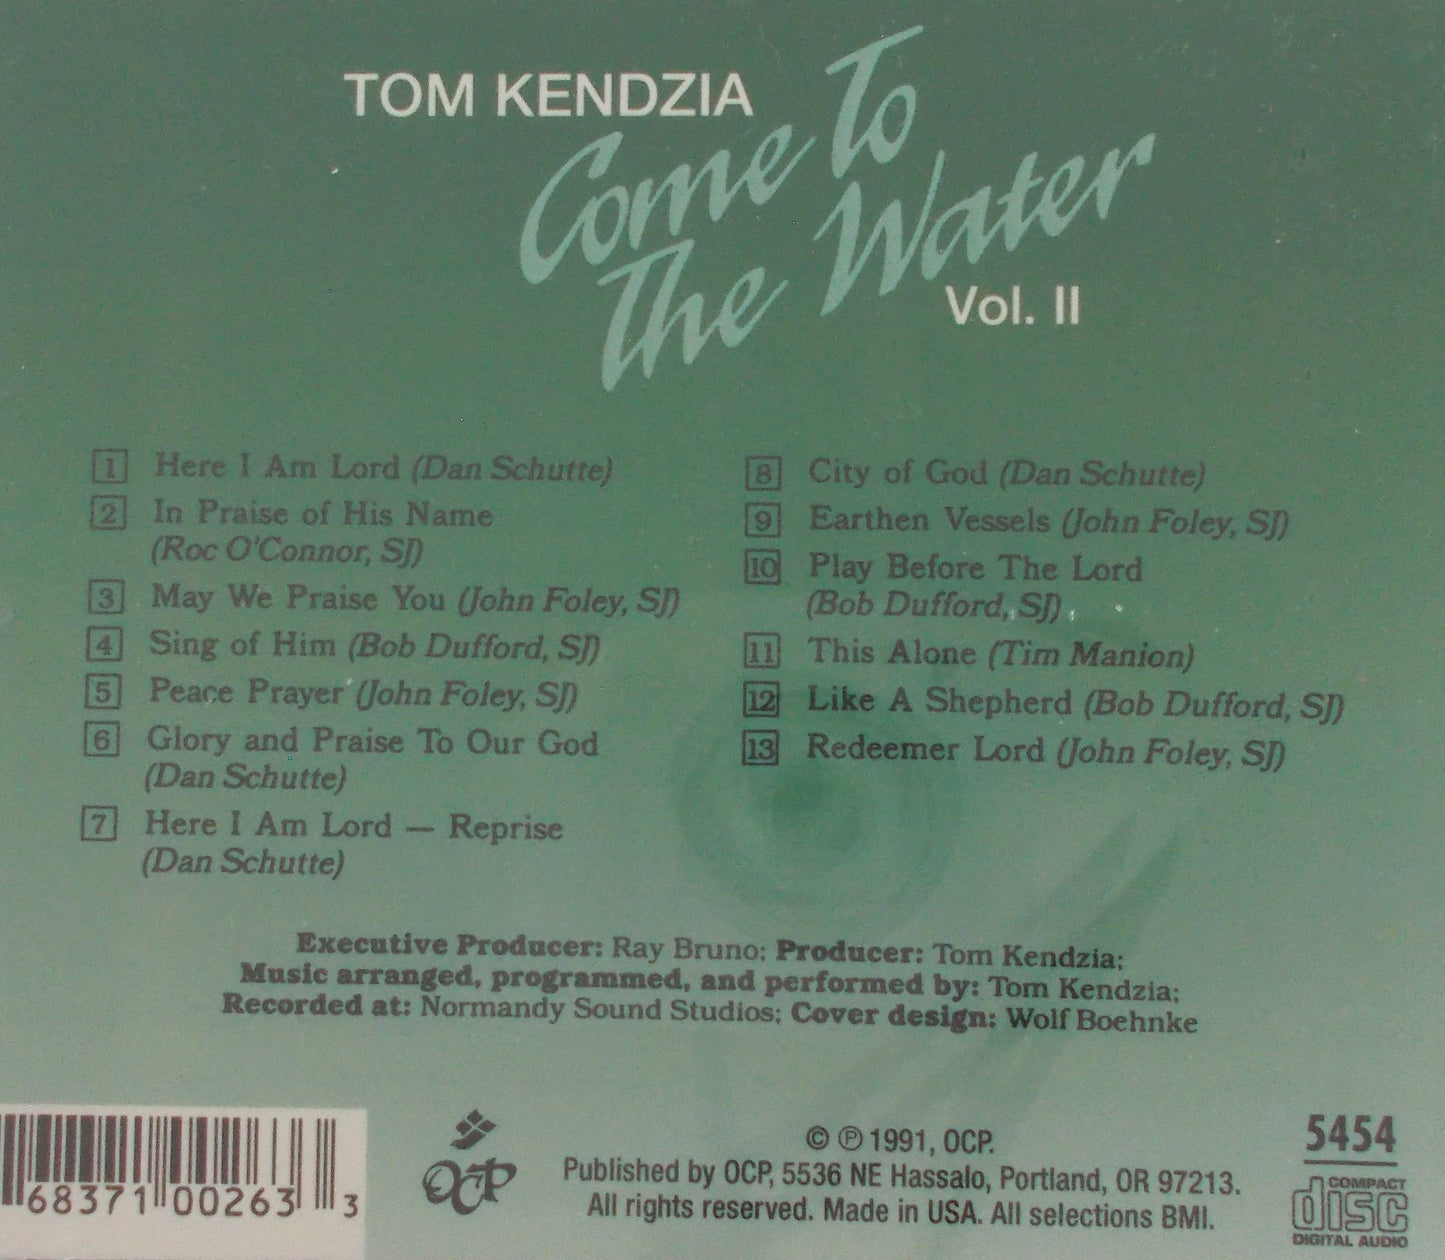 TOM KENDZIA
Come To
The Water
Vol. II
1 Here I Am Lord (Dan Schutte)
2 In Praise of His Name
(Roc O'Connor, SJ)
3 May We Praise You (John Foley, SJ)
4 Sing of Him (Bob Dufford, SJ)
5 Peace Prayer (John Foley, SJ)
6 Glory and Praise To Our God
(Dan Schutte)
7 Here I Am Lord — Reprise
(Dan Schutte)
8 City of God (Dan Schutte)
9 Earthen Vessels (John Foley, SJ)
10 Play Before The Lord
(Bob Dufford, SJ)
11 This Alone (Tim Manion)
12 Like A Shepherd (Bob Dufford, SJ)
13 Redeemer Lord (John Foley, SJ)
Executive Producer: Ray Bruno; Producer: Tom Kendzia;
Music arranged, programmed, and performed by: Tom Kendzia;
Recorded at: Normandy Sound Studios; Cover design: Wolf Boehnke
68371 00263 3
OCP
© ℗ 1991, OCP.
Published by OCP, 5536 NE Hassalo, Portland, OR 97213.
All rights reserved. Made in USA. All selections BMI.
5454
COMPACT
disc
DIGITAL AUDIO